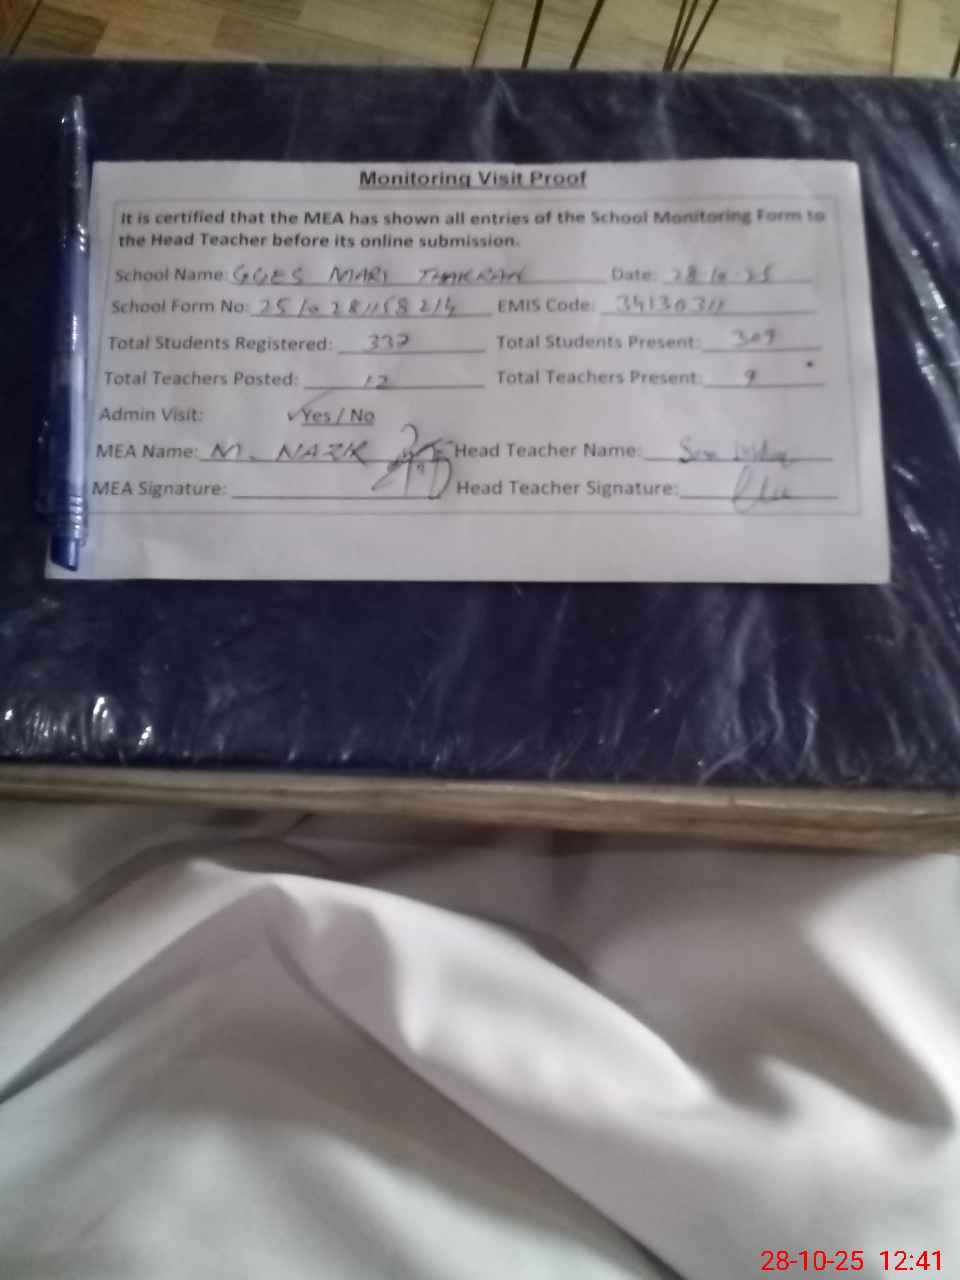 Monitoring Visit Proof
It is certified that the MEA has shown all entries of the School Monitoring Form to
the Head Teacher before its online submission.
School Name: GGES MARI THAKRAN Date: 28-10-25
School Form No: EMIS Code: 34130311
Total Students Registered: Total Students Present:
Total Teachers Posted: 12 Total Teachers Present: 9
Admin Visit: ✓Yes / No
MEA Name: M. Head Teacher Name:
MEA Signature: Head Teacher Signature:
28-10-25 12:41